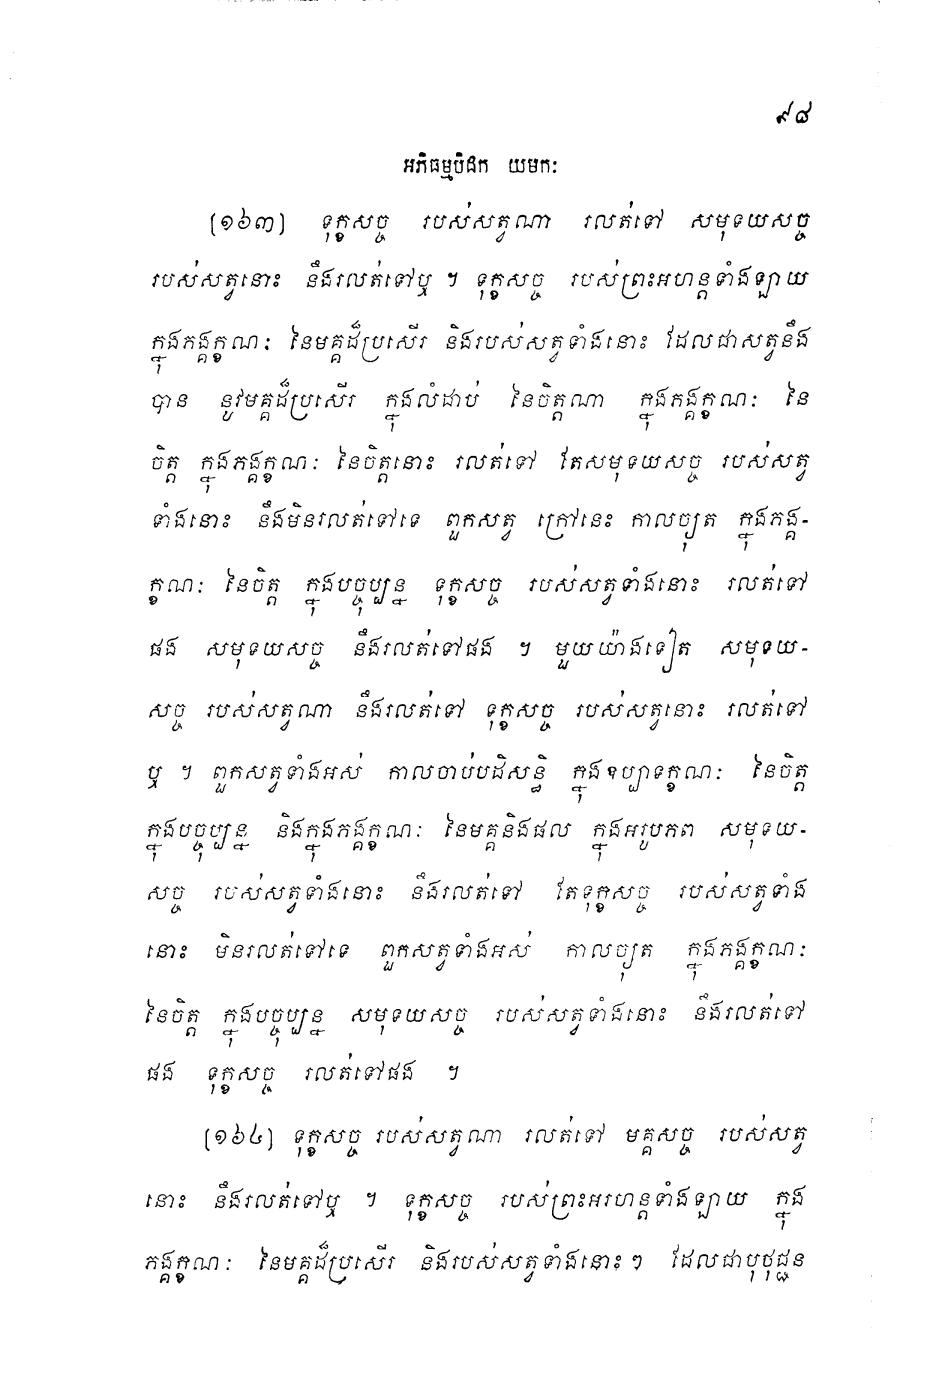 ៩៨
អភិធម្មបិដក យមកៈ
[១៦៣] ទុក្ខសច្ច របស់សត្វណា រលត់ទៅ សមុទយសច្ច
របស់សត្វនោះ នឹងរលត់ទៅឬ ។ ទុក្ខសច្ច របស់ព្រះអរហន្តទាំងឡាយ
ក្នុងភង្គក្ខណៈ នៃមគ្គដ៏ប្រសើរ និងរបស់សត្វទាំងនោះ ដែលជាសត្វនឹង
បាន នូវមគ្គដ៏ប្រសើរ ក្នុងលំដាប់ នៃចិត្តណា ក្នុងភង្គក្ខណៈ នៃ
ចិត្ត ក្នុងភង្គក្ខណៈ នៃចិត្តនោះ រលត់ទៅ តែសមុទយសច្ច របស់សត្វ
ទាំងនោះ នឹងមិនរលត់ទៅទេ ពួកសត្វ ក្រៅនេះ កាលច្យុត ក្នុងភង្គ-
ក្ខណៈ នៃចិត្ត ក្នុងបច្ចុប្បន្ន ទុក្ខសច្ច របស់សត្វទាំងនោះ រលត់ទៅ
ផង សមុទយសច្ច នឹងរលត់ទៅផង ។ មួយយ៉ាងទៀត សមុទយ-
សច្ច របស់សត្វណា នឹងរលត់ទៅ ទុក្ខសច្ច របស់សត្វនោះ រលត់ទៅ
ឬ ។ ពួកសត្វទាំងអស់ កាលចាប់បដិសន្ធិ ក្នុងឧប្បាទក្ខណៈ នៃចិត្ត
ក្នុងបច្ចុប្បន្ន និងក្នុងភង្គក្ខណៈ នៃមគ្គនិងផល ក្នុងអរូបភព សមុទយ-
សច្ច របស់សត្វទាំងនោះ នឹងរលត់ទៅ តែទុក្ខសច្ច របស់សត្វទាំង
នោះ មិនរលត់ទៅទេ ពួកសត្វទាំងអស់ កាលច្យុត ក្នុងភង្គក្ខណៈ
នៃចិត្ត ក្នុងបច្ចុប្បន្ន សមុទយសច្ច របស់សត្វទាំងនោះ នឹងរលត់ទៅ
ផង ទុក្ខសច្ច រលត់ទៅផង ។
[១៦៤] ទុក្ខសច្ច របស់សត្វណា រលត់ទៅ មគ្គសច្ច របស់សត្វ
នោះ នឹងរលត់ទៅឬ ។ ទុក្ខសច្ច របស់ព្រះអរហន្តទាំងឡាយ ក្នុង
ភង្គក្ខណៈ នៃមគ្គដ៏ប្រសើរ និងរបស់សត្វទាំងនោះៗ ដែលជាបុថុជ្ជន